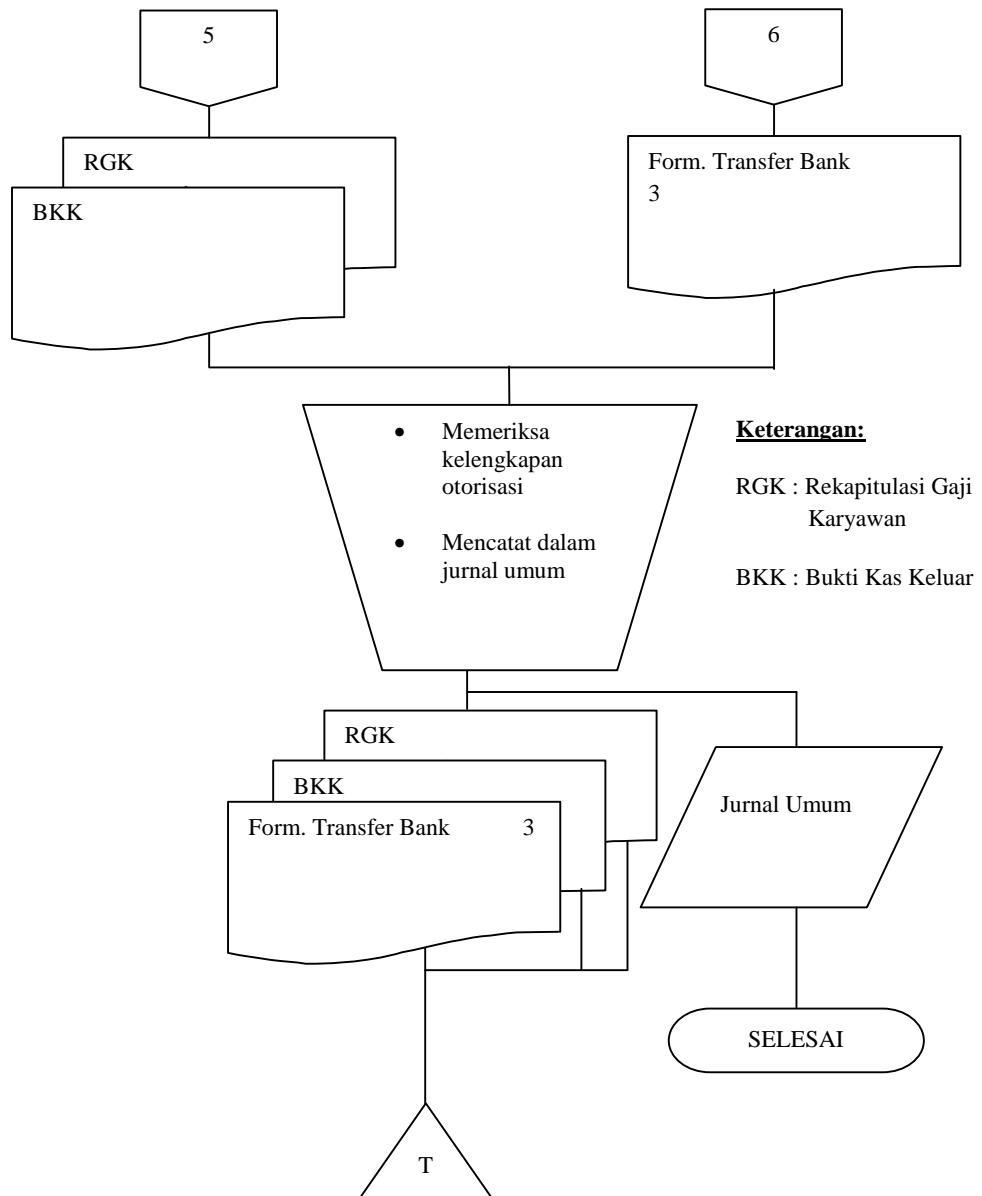 5
6
RGK
BKK
Form. Transfer Bank
3
• Memeriksa
kelengkapan
otorisasi
• Mencatat dalam
jurnal umum
Keterangan:
RGK : Rekapitulasi Gaji
Karyawan
BKK : Bukti Kas Keluar
RGK
BKK
Form. Transfer Bank 3
Jurnal Umum
SELESAI
T